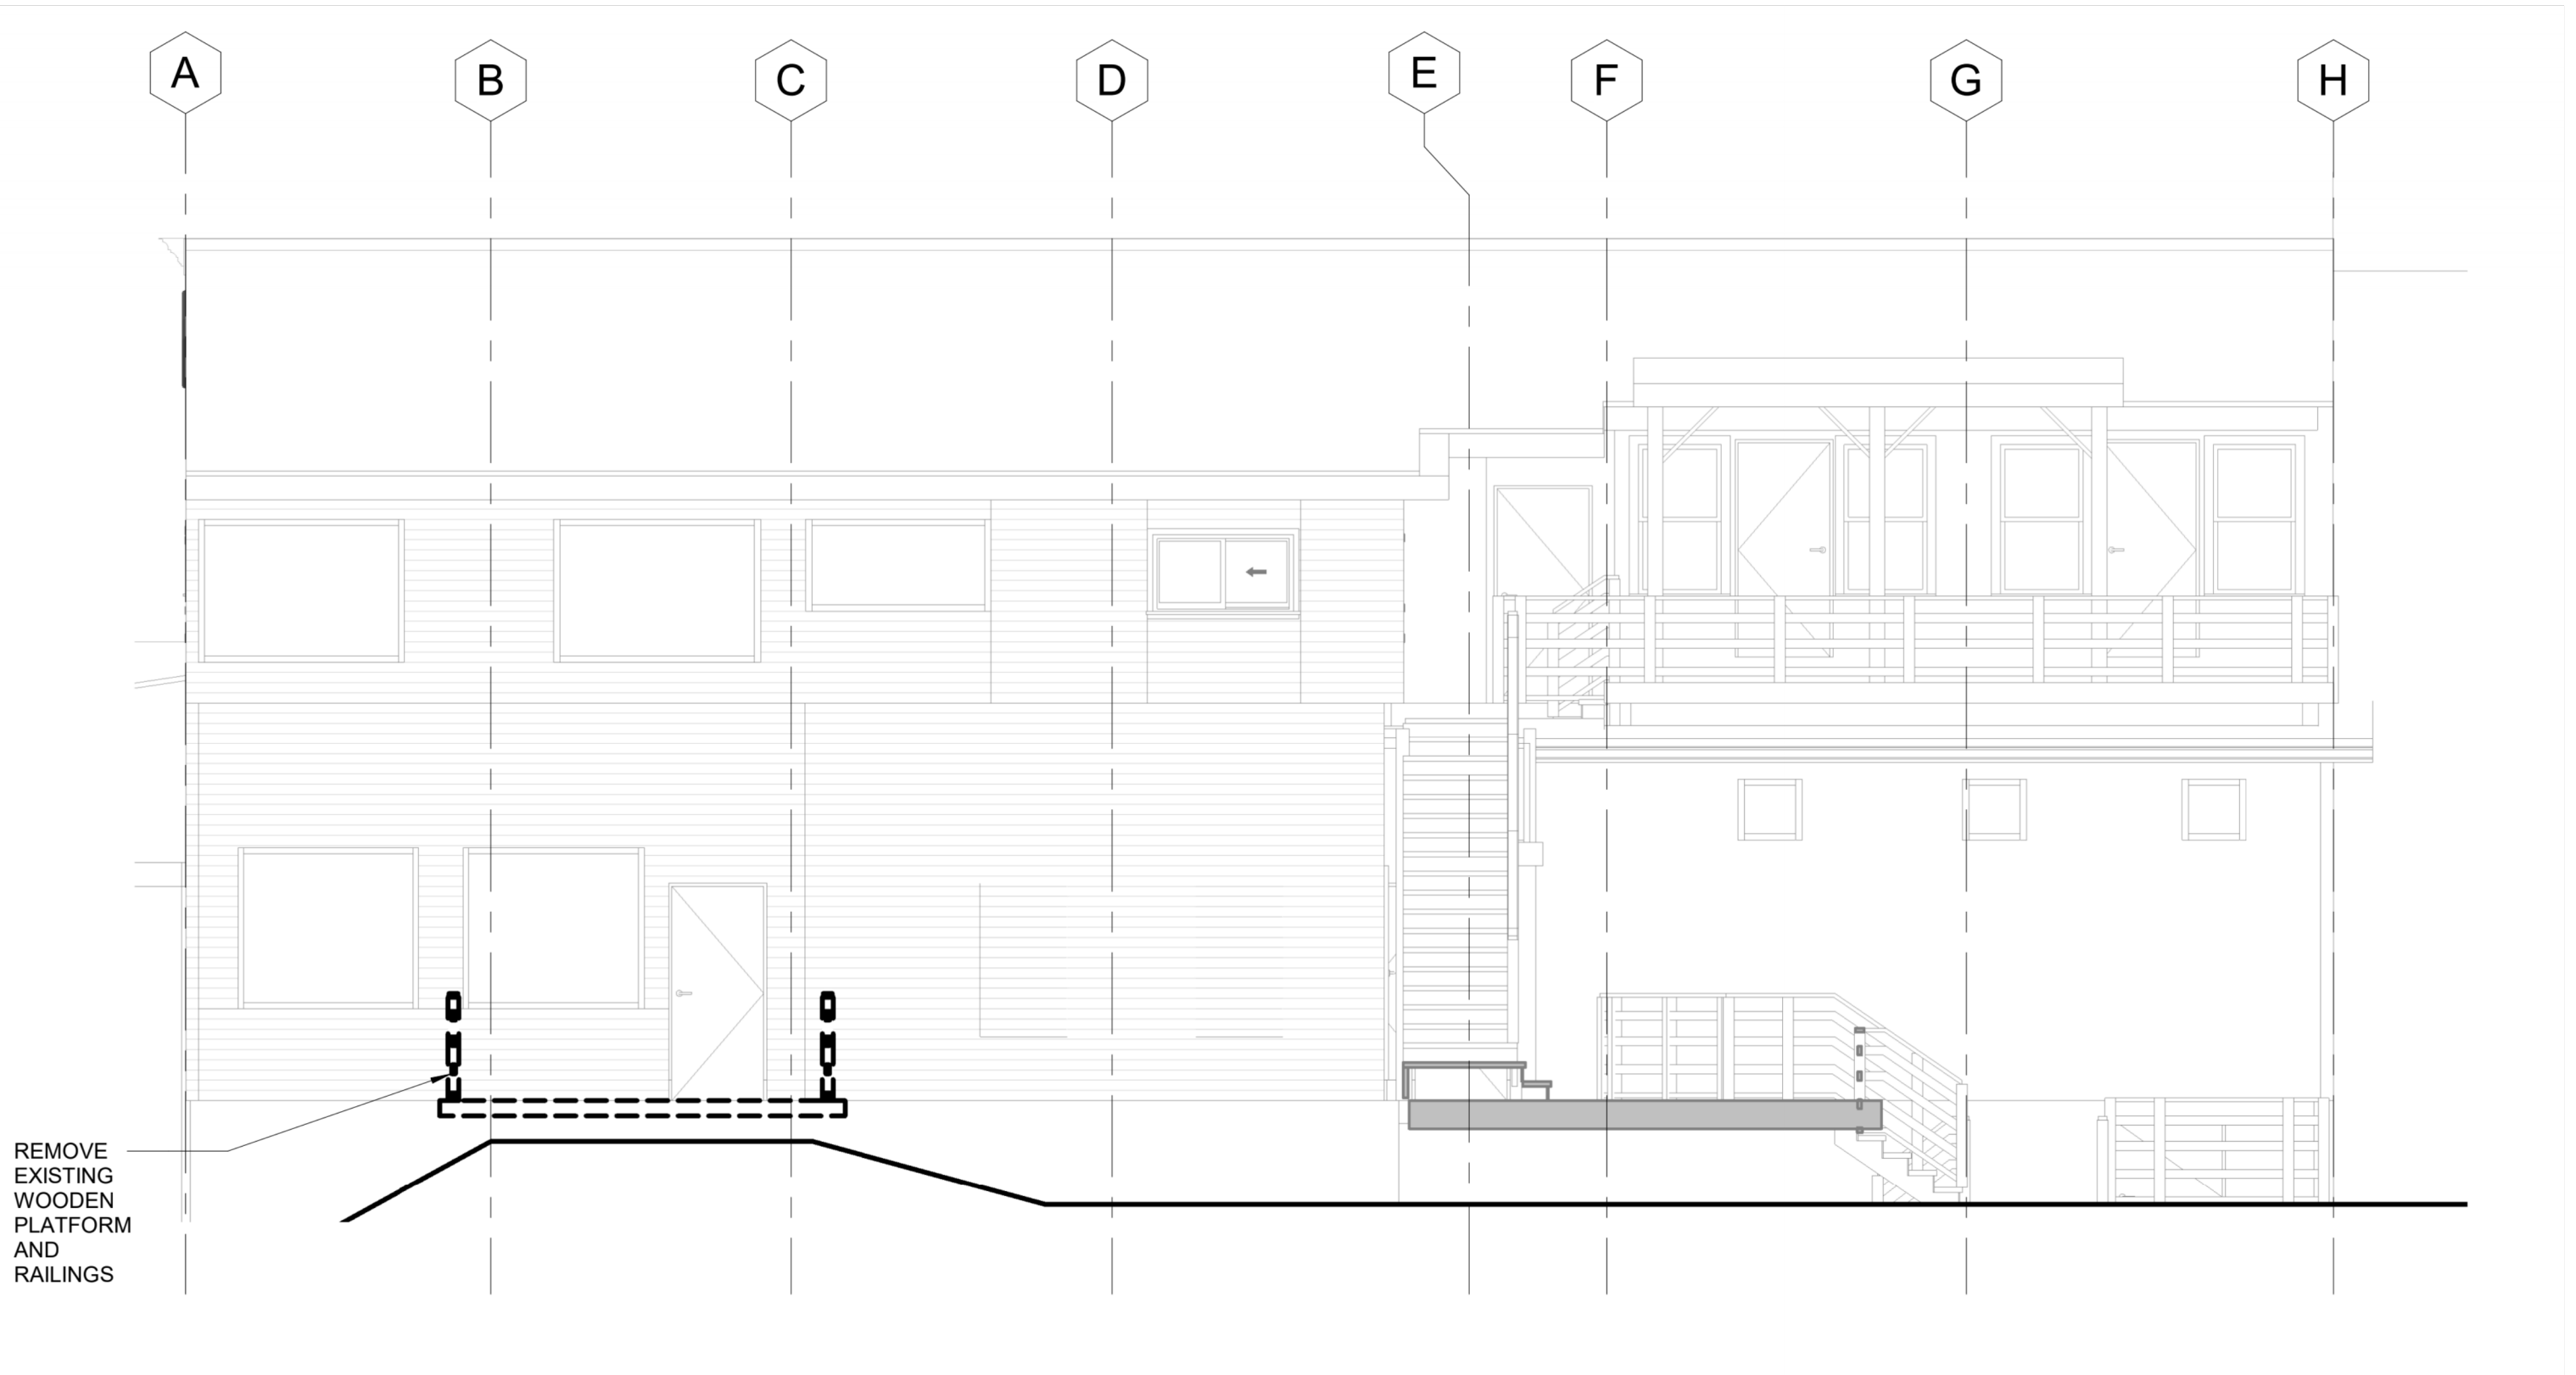 A
B
C
D
E
F
G
H
REMOVE
EXISTING
WOODEN
PLATFORM
AND
RAILINGS